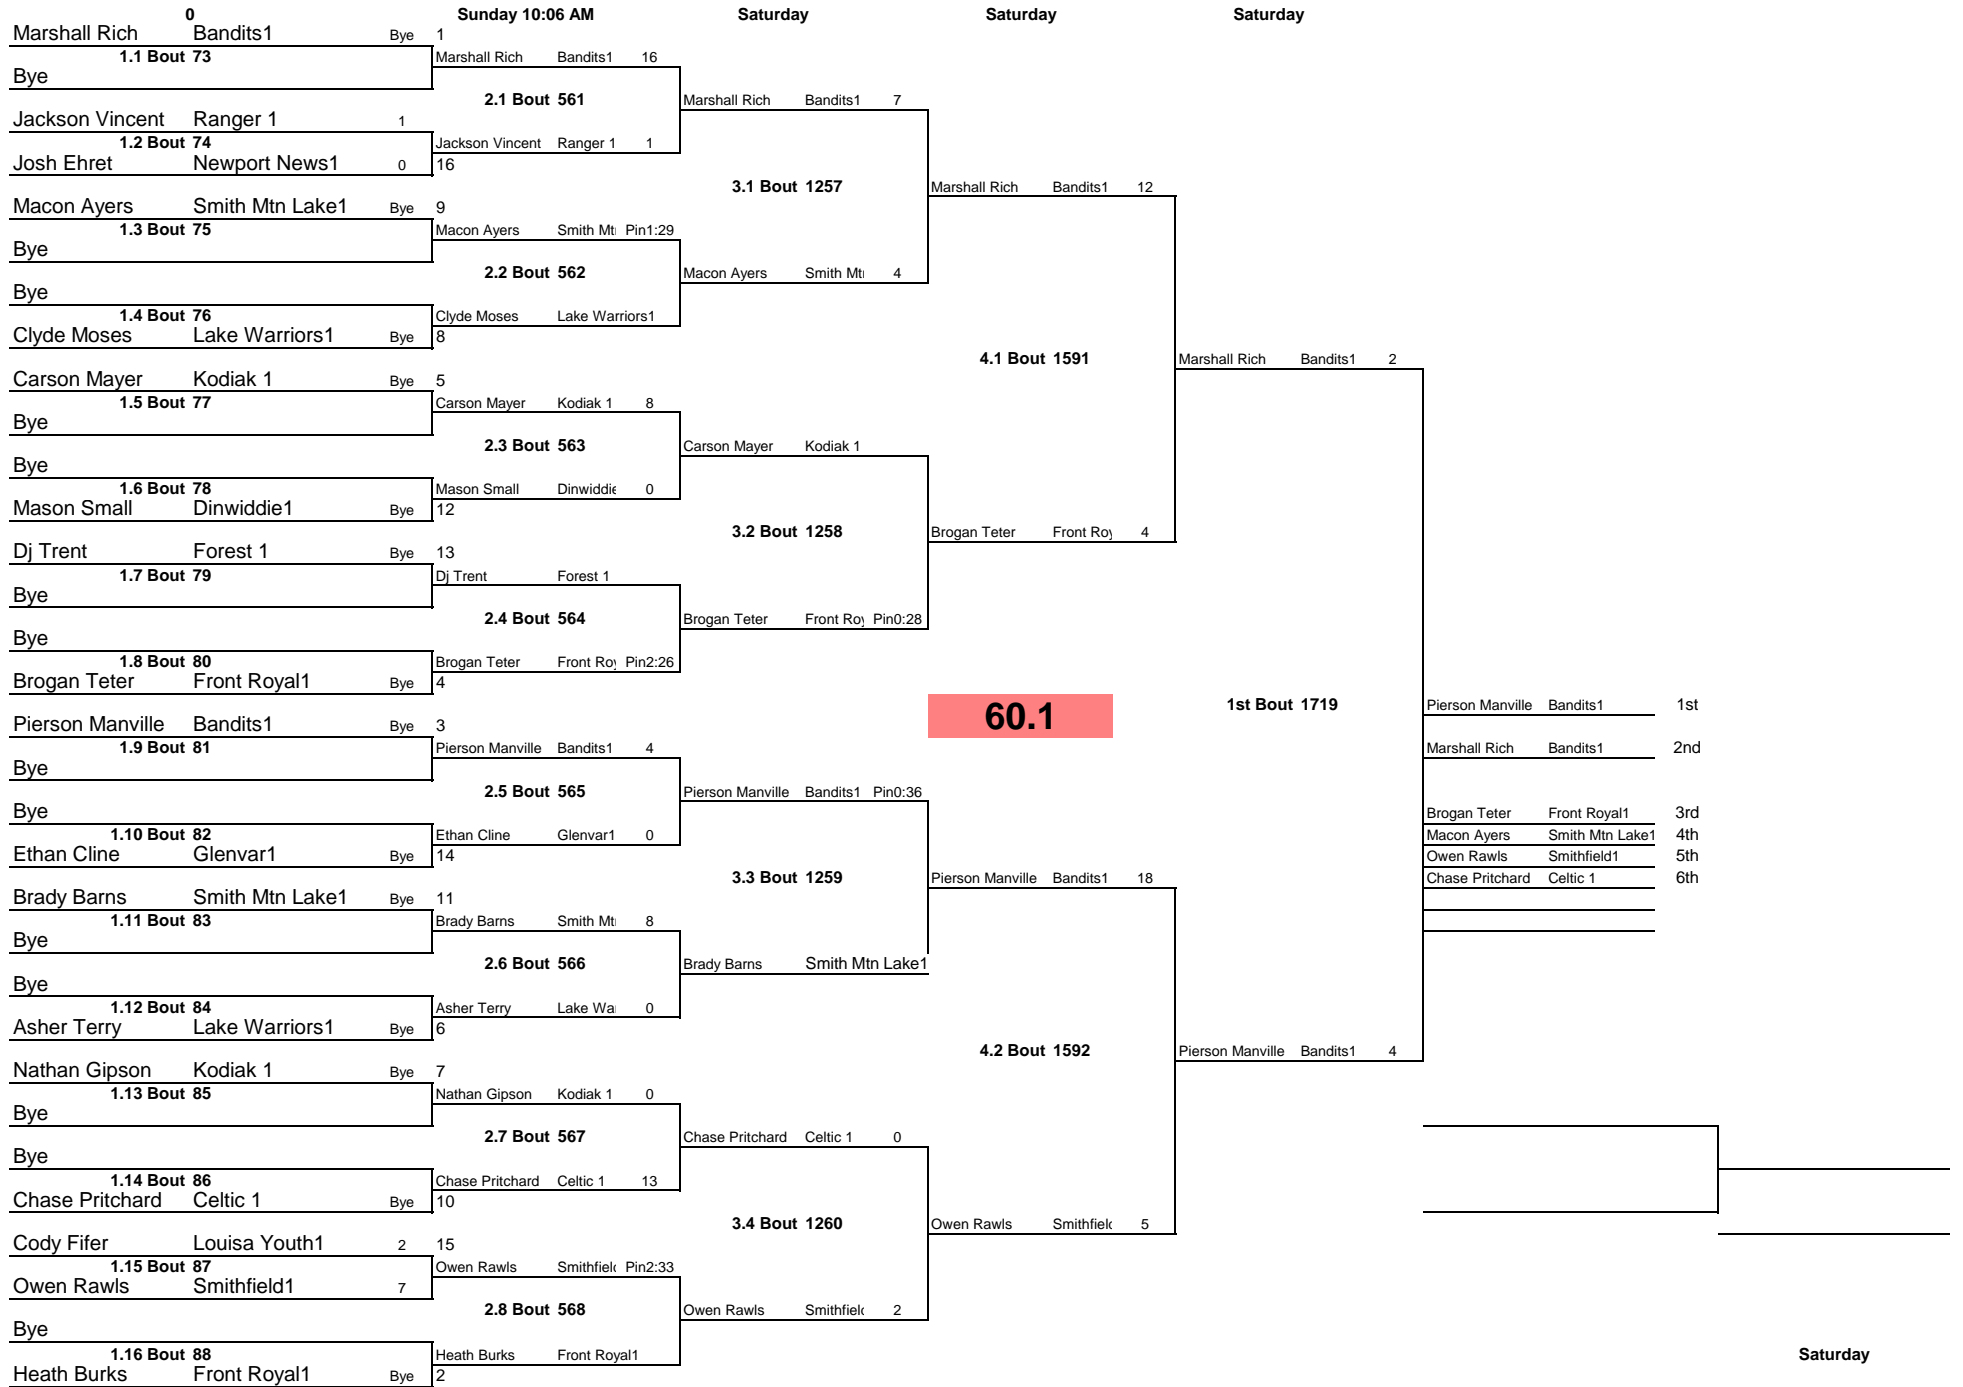 0 Sunday 10:06 AM Saturday Saturday Saturday
Marshall Rich Bandits1 Bye 1
1.1 Bout 73 Marshall Rich Bandits1 16
Bye
2.1 Bout 561 Marshall Rich Bandits1 7
Jackson Vincent Ranger 1 1
1.2 Bout 74 Jackson Vincent Ranger 1 1
Josh Ehret Newport News1 0 16
3.1 Bout 1257 Marshall Rich Bandits1 12
Macon Ayers Smith Mtn Lake1 Bye 9
1.3 Bout 75 Macon Ayers Smith Mt Pin1:29
Bye
2.2 Bout 562 Macon Ayers Smith Mt 4
Bye
1.4 Bout 76 Clyde Moses Lake Warriors1
Clyde Moses Lake Warriors1 Bye 8
4.1 Bout 1591 Marshall Rich Bandits1 2
Carson Mayer Kodiak 1 Bye 5
1.5 Bout 77 Carson Mayer Kodiak 1 8
Bye
2.3 Bout 563 Carson Mayer Kodiak 1
Bye
1.6 Bout 78 Mason Small Dinwiddie 0
Mason Small Dinwiddie1 Bye 12
3.2 Bout 1258 Brogan Teter Front Roy 4
Dj Trent Forest 1 Bye 13
1.7 Bout 79 Dj Trent Forest 1
Bye
2.4 Bout 564 Brogan Teter Front Roy Pin0:28
Bye
1.8 Bout 80 Brogan Teter Front Roy Pin2:26
Brogan Teter Front Royal1 Bye 4
60.1 1st Bout 1719 Pierson Manville Bandits1 1st
Pierson Manville Bandits1 Bye 3
1.9 Bout 81 Pierson Manville Bandits1 4 Marshall Rich Bandits1 2nd
Bye
2.5 Bout 565 Pierson Manville Bandits1 Pin0:36
Bye Brogan Teter Front Royal1 3rd
1.10 Bout 82 Ethan Cline Glenvar1 0 Macon Ayers Smith Mtn Lake1 4th
Ethan Cline Glenvar1 Bye 14 Owen Rawls Smithfield1 5th
3.3 Bout 1259 Pierson Manville Bandits1 18 Chase Pritchard Celtic 1 6th
Brady Barns Smith Mtn Lake1 Bye 11
1.11 Bout 83 Brady Barns Smith Mt 8
Bye
2.6 Bout 566 Brady Barns Smith Mtn Lake1
Bye
1.12 Bout 84 Asher Terry Lake Wa 0
Asher Terry Lake Warriors1 Bye 6
4.2 Bout 1592 Pierson Manville Bandits1 4
Nathan Gipson Kodiak 1 Bye 7
1.13 Bout 85 Nathan Gipson Kodiak 1 0
Bye
2.7 Bout 567 Chase Pritchard Celtic 1 0
Bye
1.14 Bout 86 Chase Pritchard Celtic 1 13
Chase Pritchard Celtic 1 Bye 10
3.4 Bout 1260 Owen Rawls Smithfield 5
Cody Fifer Louisa Youth1 2 15
1.15 Bout 87 Owen Rawls Smithfield Pin2:33
Owen Rawls Smithfield1 7
2.8 Bout 568 Owen Rawls Smithfield 2
Bye
1.16 Bout 88 Heath Burks Front Royal1 Saturday
Heath Burks Front Royal1 Bye 2